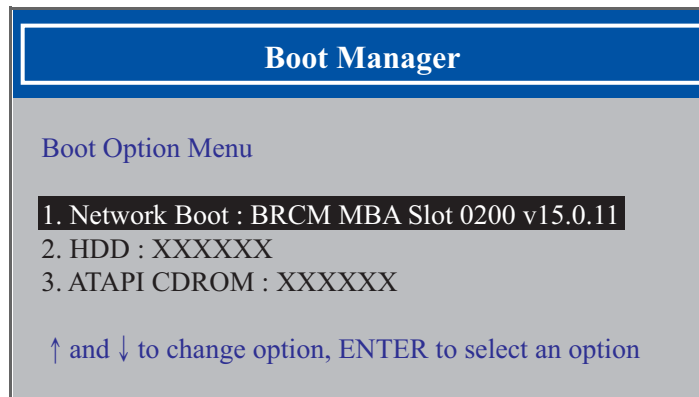 Boot Manager
Boot Option Menu
1. Network Boot : BRCM MBA Slot 0200 v15.0.11
2. HDD : XXXXXX
3. ATAPI CDROM : XXXXXX
↑ and ↓ to change option, ENTER to select an option